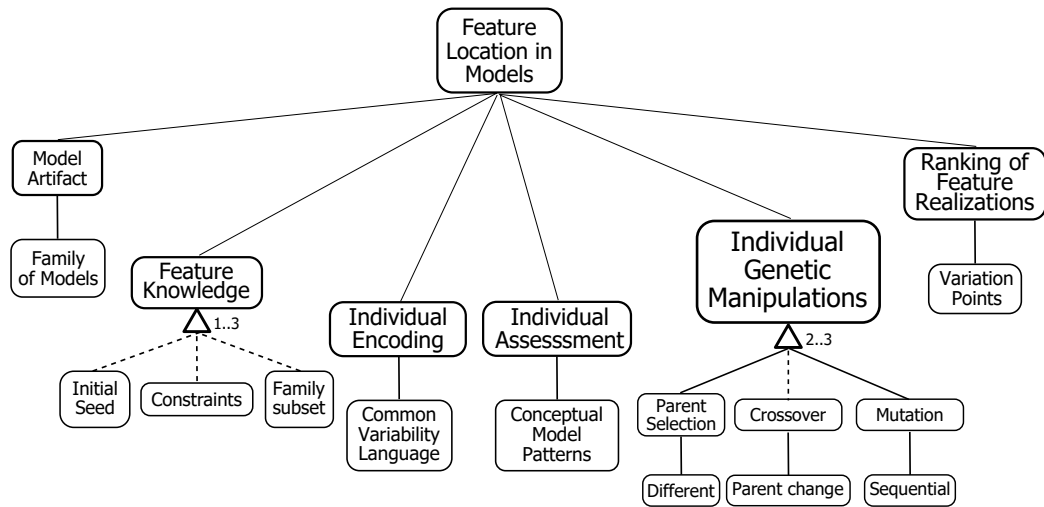 Feature
Location in
Models
Model
Artifact
Family
of Models
Feature
Knowledge
1..3
Initial
Seed
Constraints
Family
subset
Individual
Encoding
Common
Variability
Language
Individual
Assesssment
Conceptual
Model
Patterns
Individual
Genetic
Manipulations
2..3
Parent
Selection
Crossover
Mutation
Different
Parent change
Sequential
Ranking of
Feature
Realizations
Variation
Points